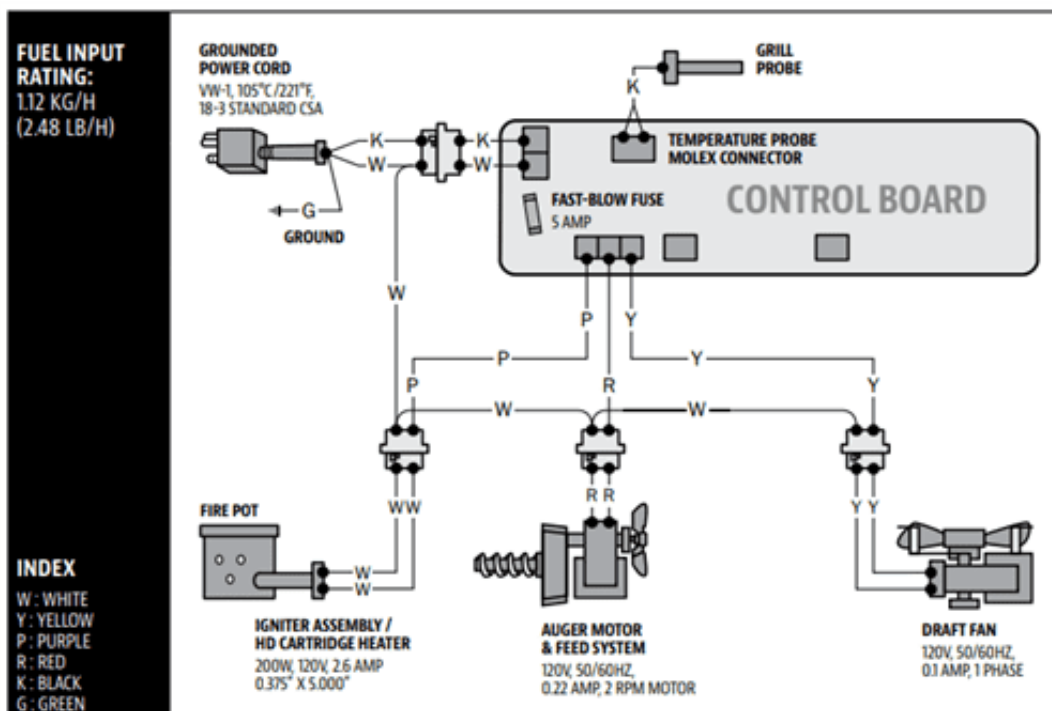 FUEL INPUT
RATING:
1.12 KG/H
(2.48 LB/H)
GROUNDED
POWER CORD
VW-1, 105°C/221°F,
18-3 STANDARD CSA
GRILL
PROBE
K
K
K
W
W
TEMPERATURE PROBE
MOLEX CONNECTOR
CONTROL BOARD
FAST-BLOW FUSE
5 AMP
G
GROUND
W
P
Y
P
Y
P
R
Y
W
W
R R
WW
Y Y
FIRE POT
W
W
IGNITER ASSEMBLY /
HD CARTRIDGE HEATER
200W, 120V, 2.6 AMP
0.375" X 5.000"
AUGER MOTOR
& FEED SYSTEM
120V, 50/60HZ,
0.22 AMP, 2 RPM MOTOR
DRAFT FAN
120V, 50/60HZ,
0.1 AMP, 1 PHASE
INDEX
W : WHITE
Y : YELLOW
P : PURPLE
R : RED
K : BLACK
G : GREEN